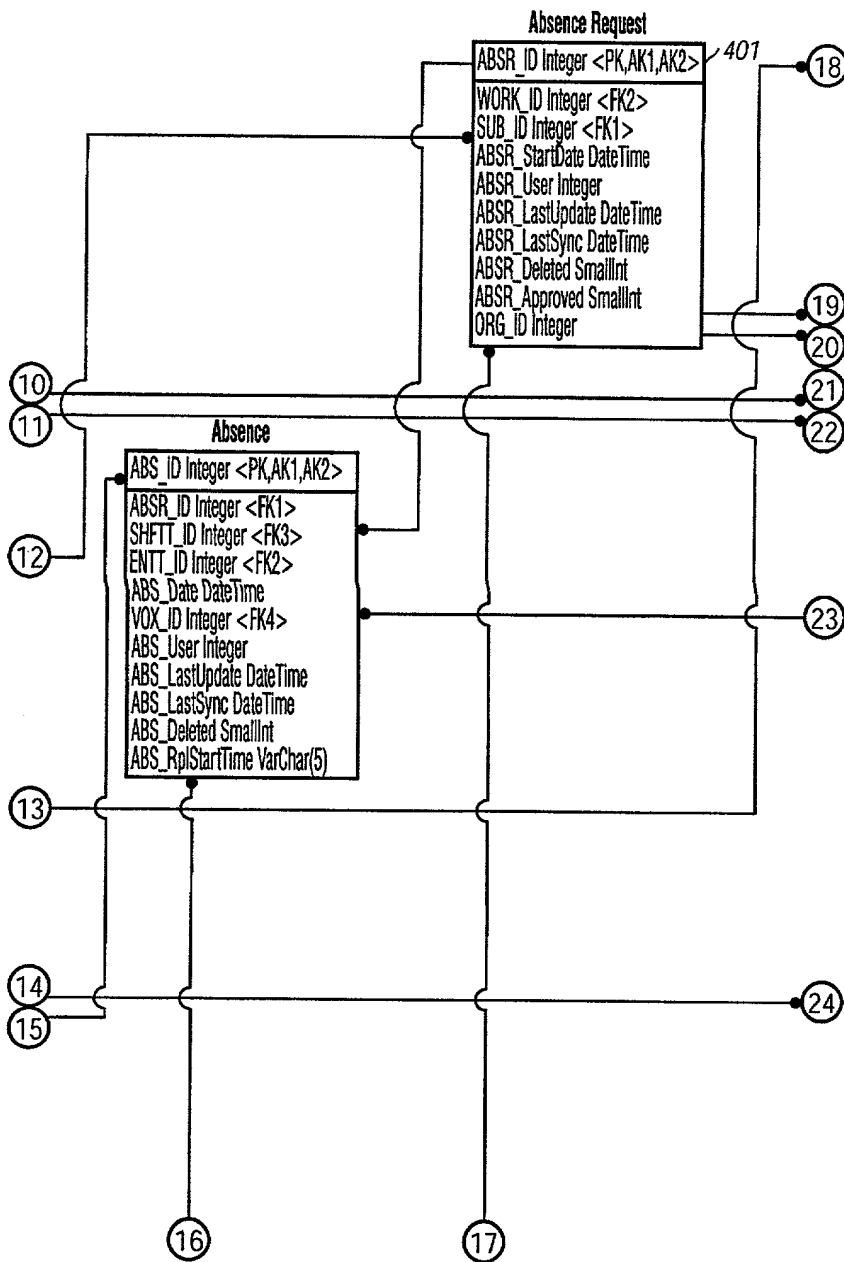 Absence Request
ABSR_ID Integer <PK,AK1,AK2>
401
18
WORK_ID Integer <FK2>
SUB_ID Integer <FK1>
ABSR_StartDate DateTime
ABSR_User Integer
ABSR_LastUpdate DateTime
ABSR_LastSync DateTime
ABSR_Deleted SmallInt
ABSR_Approved SmallInt
ORG_ID Integer
19
20
10
21
11
22
Absence
ABS_ID Integer <PK,AK1,AK2>
ABSR_ID Integer <FK1>
SHFTT_ID Integer <FK3>
12
ENTT_ID Integer <FK2>
ABS_Date DateTime
VOX_ID Integer <FK4>
23
ABS_User Integer
ABS_LastUpdate DateTime
ABS_LastSync DateTime
ABS_Deleted SmallInt
ABS_RplStartTime VarChar(5)
13
14
24
15
16
17